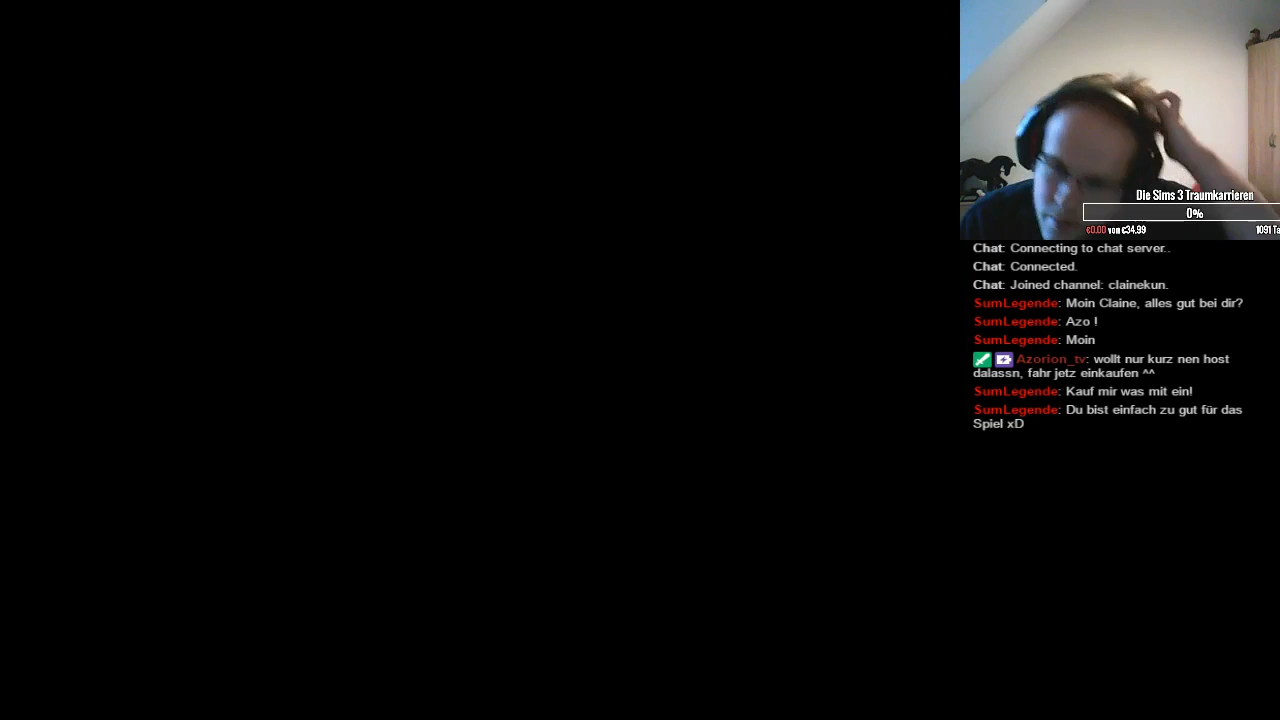 Die Sims 3 Traumkarrieren
0%
€0.00 von €34.99
1091 Ta
Chat: Connecting to chat server..
Chat: Connected.
Chat: Joined channel: clainekun.
SumLegende: Moin Claine, alles gut bei dir?
SumLegende: Azo !
SumLegende: Moin
Azorion_tv: wollt nur kurz nen host
dalassn, fahr jetz einkaufen ^^
SumLegende: Kauf mir was mit ein!
SumLegende: Du bist einfach zu gut für das
Spiel xD